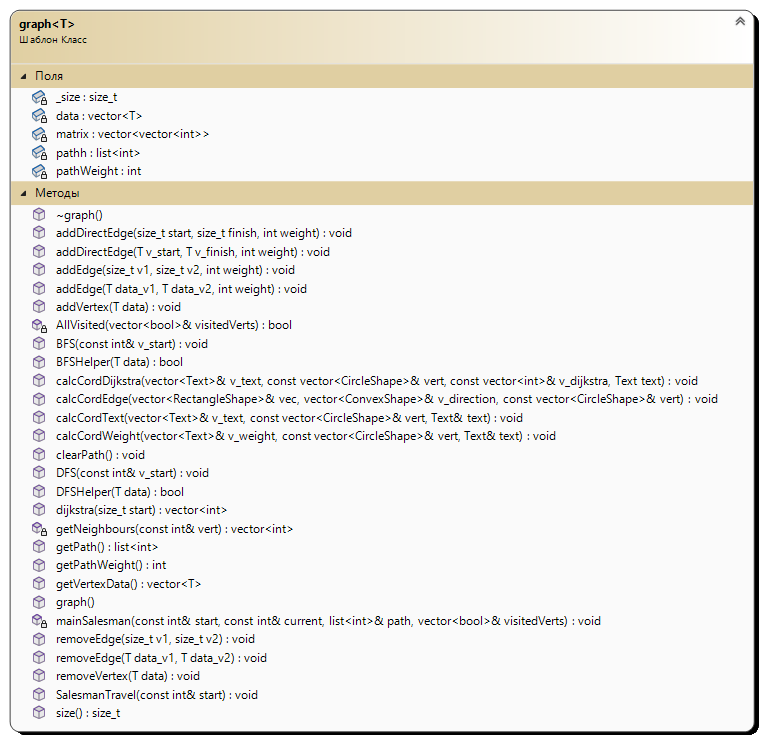 graph<T>
Шаблон Класс
Поля
_size : size_t
data : vector<T>
matrix : vector<vector<int>>
pathh : list<int>
pathWeight : int
Методы
~graph()
addDirectEdge(size_t start, size_t finish, int weight) : void
addDirectEdge(T v_start, T v_finish, int weight) : void
addEdge(size_t v1, size_t v2, int weight) : void
addEdge(T data_v1, T data_v2, int weight) : void
addVertex(T data) : void
AllVisited(vector<bool>& visitedVerts) : bool
BFS(const int& v_start) : void
BFSHelper(T data) : bool
calcCordDijkstra(vector<Text>& v_text, const vector<CircleShape>& vert, const vector<int>& v_dijkstra, Text text) : void
calcCordEdge(vector<RectangleShape>& vec, vector<ConvexShape>& v_direction, const vector<CircleShape>& vert) : void
calcCordText(vector<Text>& v_text, const vector<CircleShape>& vert, Text& text) : void
calcCordWeight(vector<Text>& v_weight, const vector<CircleShape>& vert, Text& text) : void
clearPath() : void
DFS(const int& v_start) : void
DFSHelper(T data) : bool
dijkstra(size_t start) : vector<int>
getNeighbours(const int& vert) : vector<int>
getPath() : list<int>
getPathWeight() : int
getVertexData() : vector<T>
graph()
mainSalesman(const int& start, const int& current, list<int>& path, vector<bool>& visitedVerts) : void
removeEdge(size_t v1, size_t v2) : void
removeEdge(T data_v1, T data_v2) : void
removeVertex(T data) : void
SalesmanTravel(const int& start) : void
size() : size_t